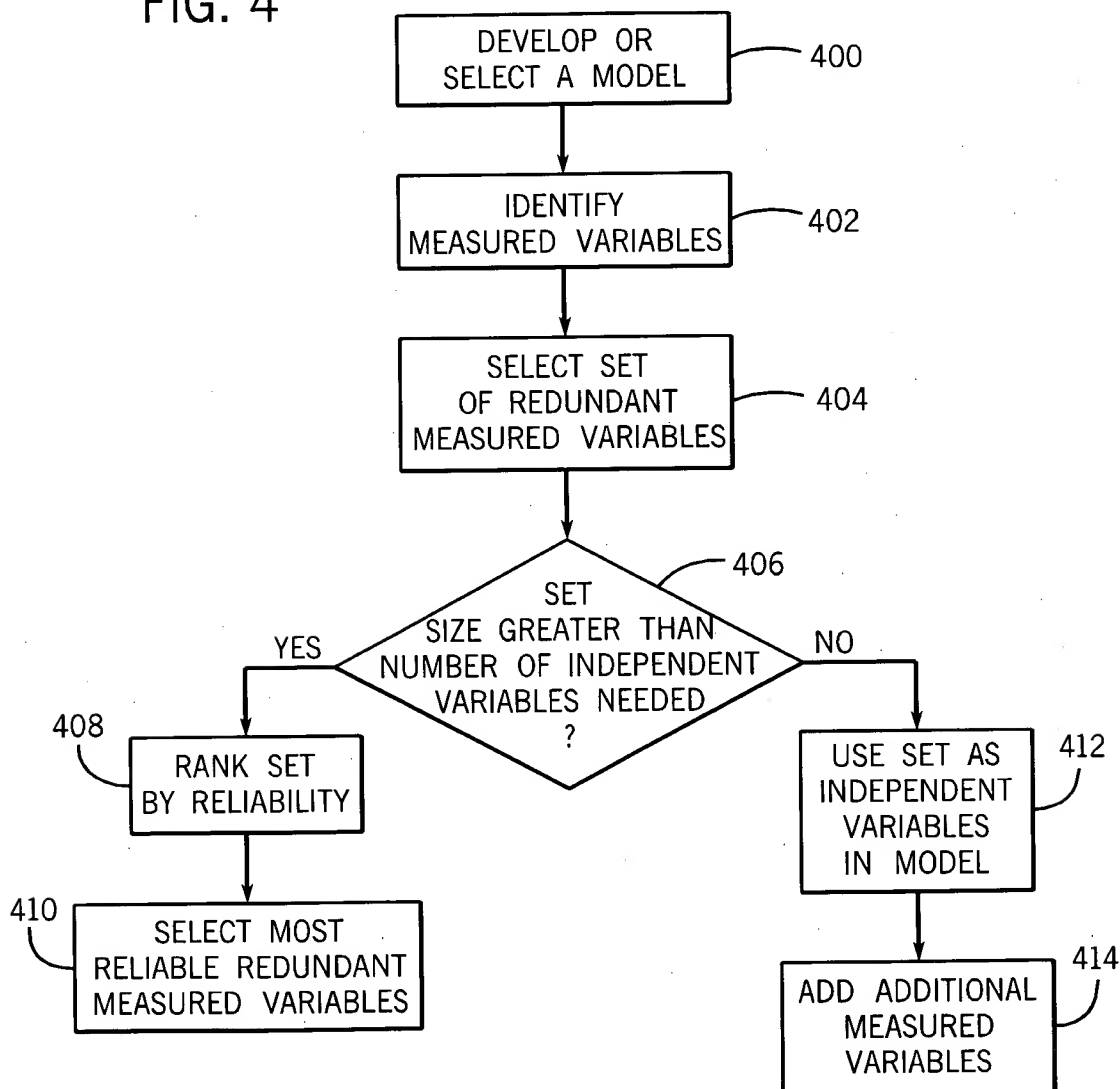 FIG. 4
DEVELOP OR
SELECT A MODEL
400
IDENTIFY
MEASURED VARIABLES
402
SELECT SET
OF REDUNDANT
MEASURED VARIABLES
404
406
SET
SIZE GREATER THAN
NUMBER OF INDEPENDENT
VARIABLES NEEDED
?
YES
NO
408
RANK SET
BY RELIABILITY
410
SELECT MOST
RELIABLE REDUNDANT
MEASURED VARIABLES
USE SET AS
INDEPENDENT
VARIABLES
IN MODEL
412
ADD ADDITIONAL
MEASURED
VARIABLES
414